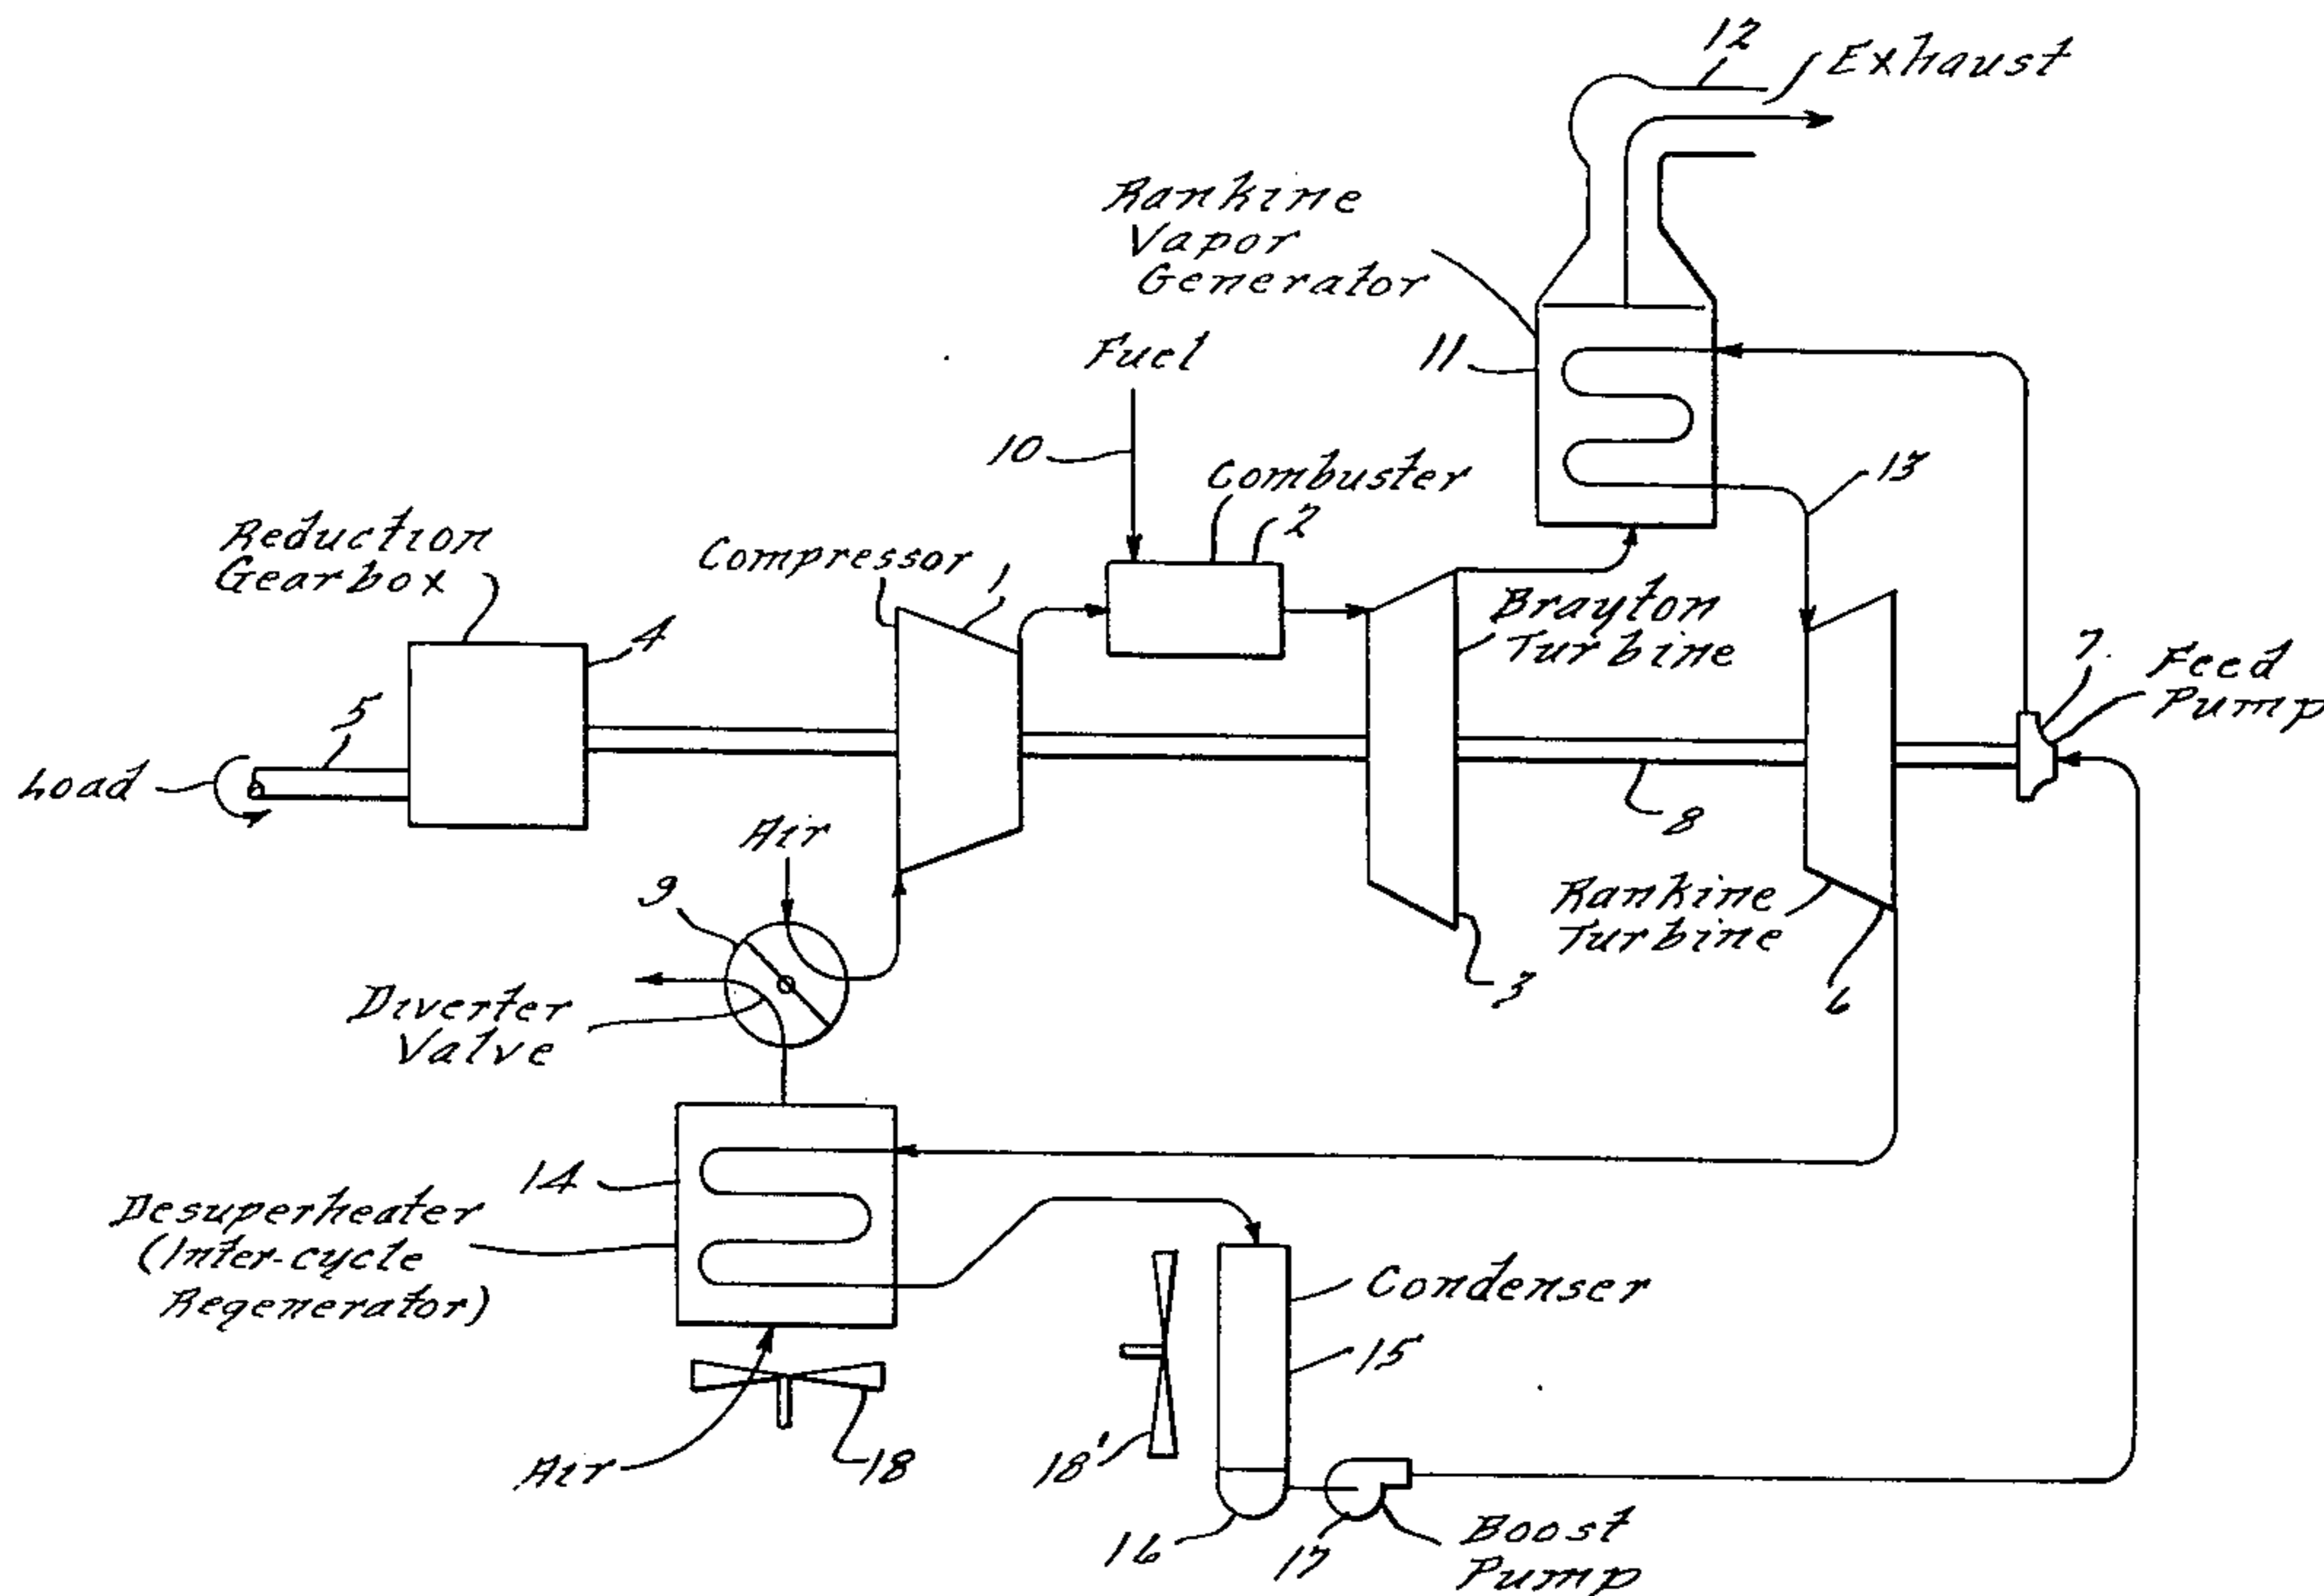 12
Exhaust
Rankine
Vapor
Generator
Fuel
11
10
13
Combuster
2
Reduction
Gearbox
Compressor
1
4
Brayton
Turbine
7
Feed
Pump
5
Load
8
Air
9
Rankine
Turbine
3
6
Diverter
Valve
14
Desuperheater
(Inter-cycle
Regenerator)
Condenser
15
18
18'
Air
16
17
Boost
Pump